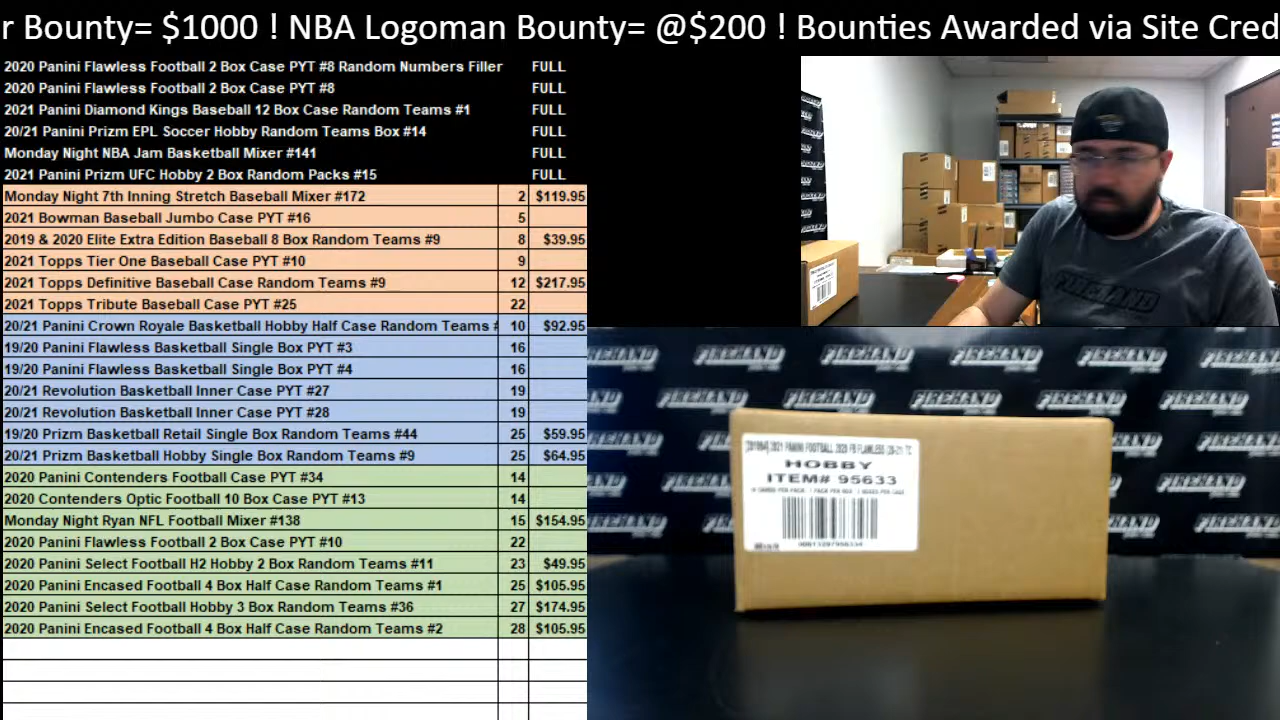 r Bounty= $1000 ! NBA Logoman Bounty= @$200 ! Bounties Awarded via Site Cred
2020 Panini Flawless Football 2 Box Case PYT #8 Random Numbers Filler FULL
2020 Panini Flawless Football 2 Box Case PYT #8 FULL
2021 Panini Diamond Kings Baseball 12 Box Case Random Teams #1 FULL
20/21 Panini Prizm EPL Soccer Hobby Random Teams Box #14 FULL
Monday Night NBA Jam Basketball Mixer #141 FULL
2021 Panini Prizm UFC Hobby 2 Box Random Packs #15 FULL
Monday Night 7th Inning Stretch Baseball Mixer #172 2 $119.95
2021 Bowman Baseball Jumbo Case PYT #16 5
2019 & 2020 Elite Extra Edition Baseball 8 Box Random Teams #9 8 $39.95
2021 Topps Tier One Baseball Case PYT #10 9
2021 Topps Definitive Baseball Case Random Teams #9 12 $217.95
2021 Topps Tribute Baseball Case PYT #25 22
20/21 Panini Crown Royale Basketball Hobby Half Case Random Teams # 10 $92.95
19/20 Panini Flawless Basketball Single Box PYT #3 16
19/20 Panini Flawless Basketball Single Box PYT #4 16
20/21 Revolution Basketball Inner Case PYT #27 19
20/21 Revolution Basketball Inner Case PYT #28 19
19/20 Prizm Basketball Retail Single Box Random Teams #44 25 $59.95
20/21 Prizm Basketball Hobby Single Box Random Teams #9 25 $64.95
2020 Panini Contenders Football Case PYT #34 14
2020 Contenders Optic Football 10 Box Case PYT #13 14
Monday Night Ryan NFL Football Mixer #138 15 $154.95
2020 Panini Flawless Football 2 Box Case PYT #10 22
2020 Panini Select Football H2 Hobby 2 Box Random Teams #11 23 $49.95
2020 Panini Encased Football 4 Box Half Case Random Teams #1 25 $105.95
2020 Panini Select Football Hobby 3 Box Random Teams #36 27 $174.95
2020 Panini Encased Football 4 Box Half Case Random Teams #2 28 $105.95
FIREHAND
2021 PANINI FOOTBALL 2020 FB FLAWLESS (20-21) TC
HOBBY
ITEM# 95633
FIREHAND